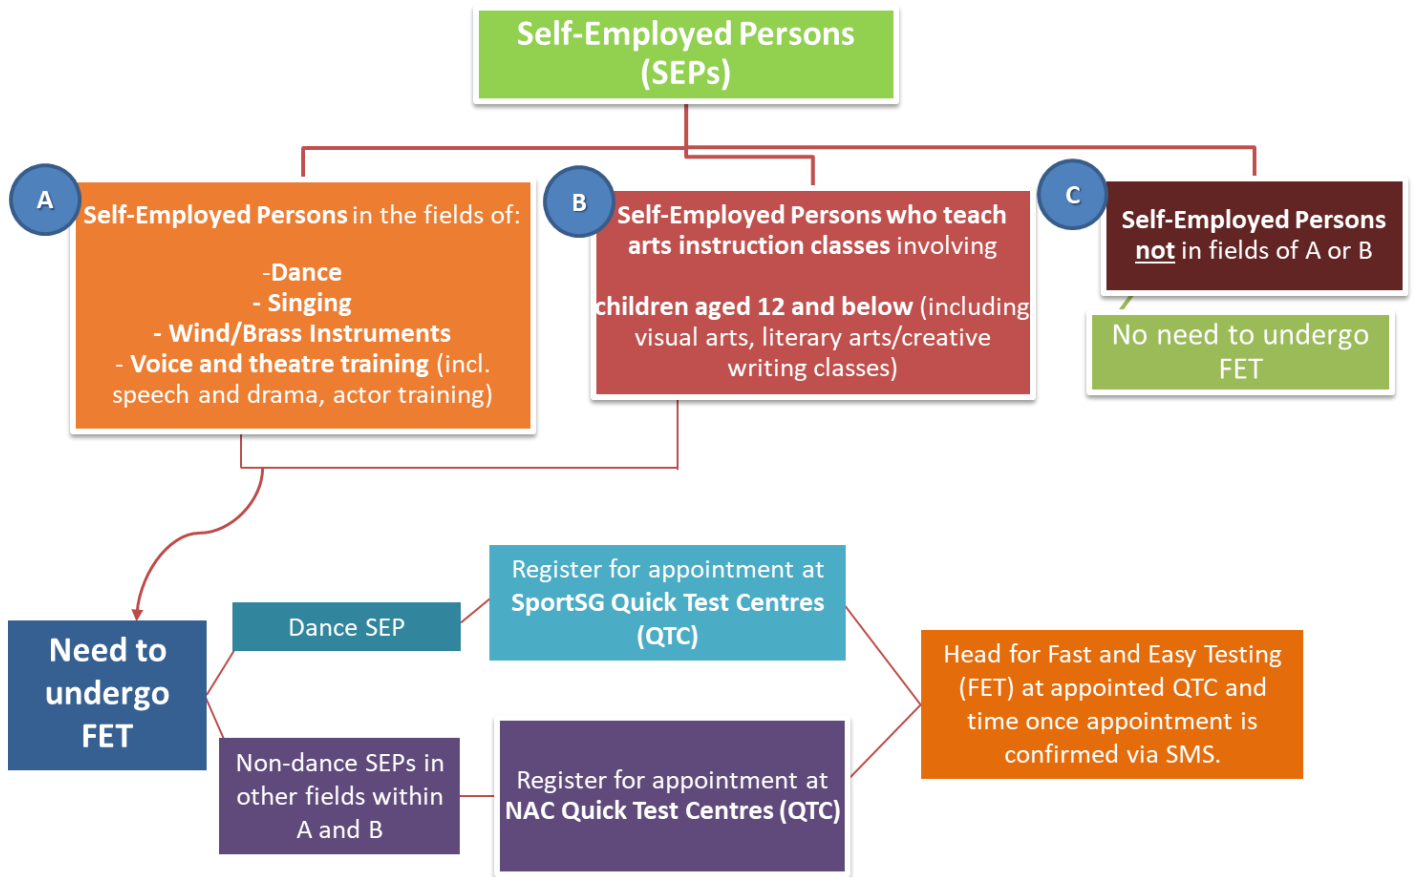 Self-Employed Persons
(SEPs)
A
Self-Employed Persons in the fields of:
-Dance
- Singing
- Wind/Brass Instruments
- Voice and theatre training (incl.
speech and drama, actor training)
B
Self-Employed Persons who teach
arts instruction classes involving
children aged 12 and below (including
visual arts, literary arts/creative
writing classes)
C
Self-Employed Persons
not in fields of A or B
No need to undergo
FET
Need to
undergo
FET
Dance SEP
Register for appointment at
SportSG Quick Test Centres
(QTC)
Non-dance SEPs in
other fields within
A and B
Register for appointment at
NAC Quick Test Centres (QTC)
Head for Fast and Easy Testing
(FET) at appointed QTC and
time once appointment is
confirmed via SMS.